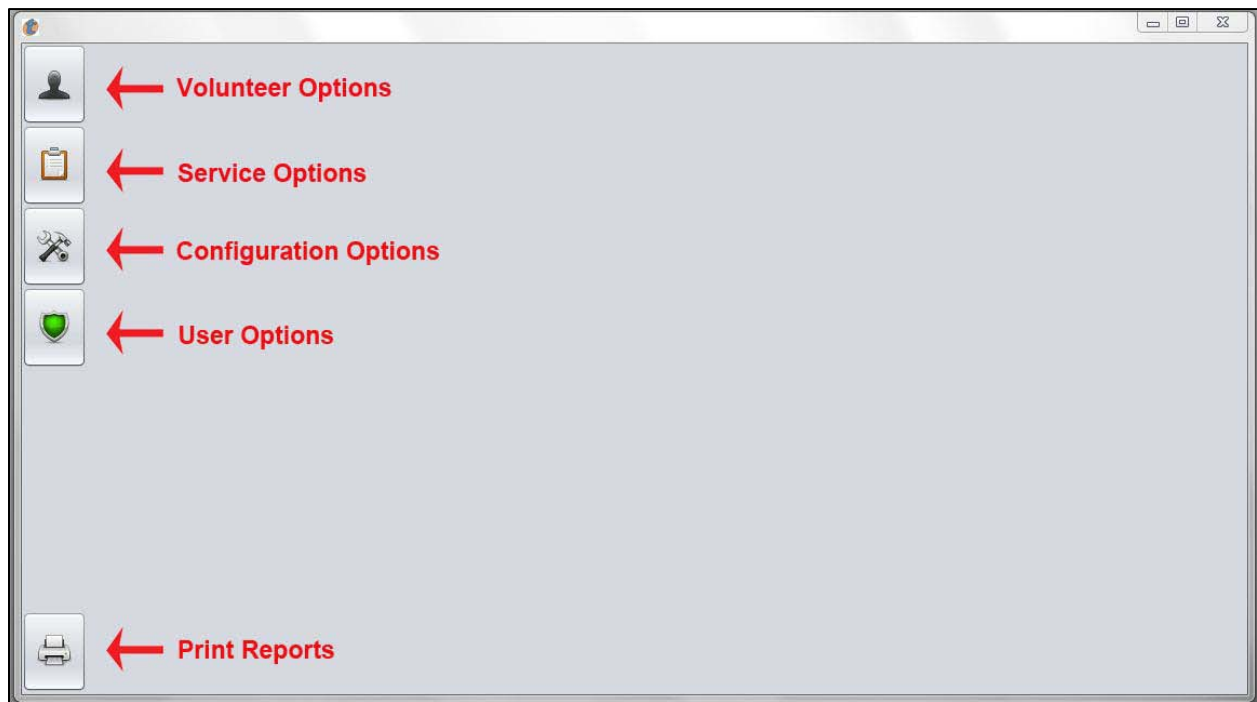 Volunteer Options
Service Options
Configuration Options
User Options
Print Reports